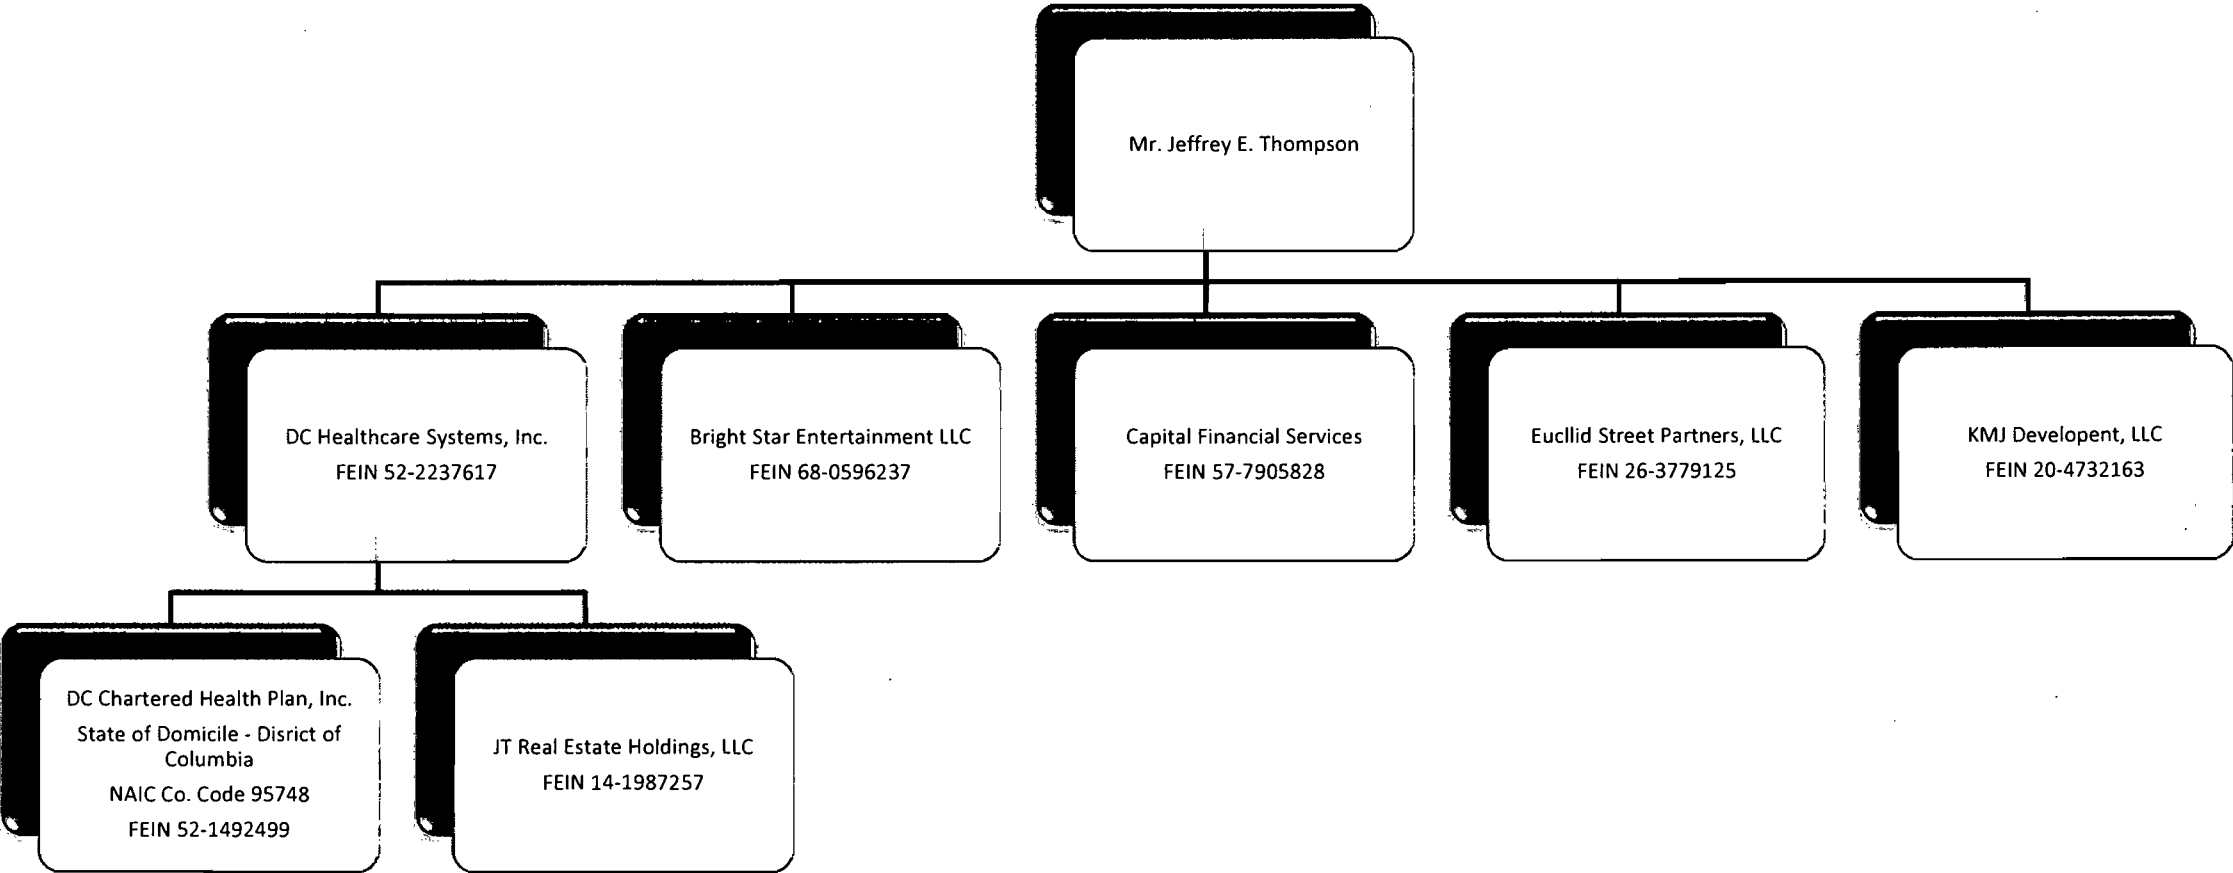 Mr. Jeffrey E. Thompson
DC Healthcare Systems, Inc.
FEIN 52-2237617
Bright Star Entertainment LLC
FEIN 68-0596237
Capital Financial Services
FEIN 57-7905828
Eucllid Street Partners, LLC
FEIN 26-3779125
KMJ Developent, LLC
FEIN 20-4732163
DC Chartered Health Plan, Inc.
State of Domicile - Disrict of
Columbia
NAIC Co. Code 95748
FEIN 52-1492499
JT Real Estate Holdings, LLC
FEIN 14-1987257